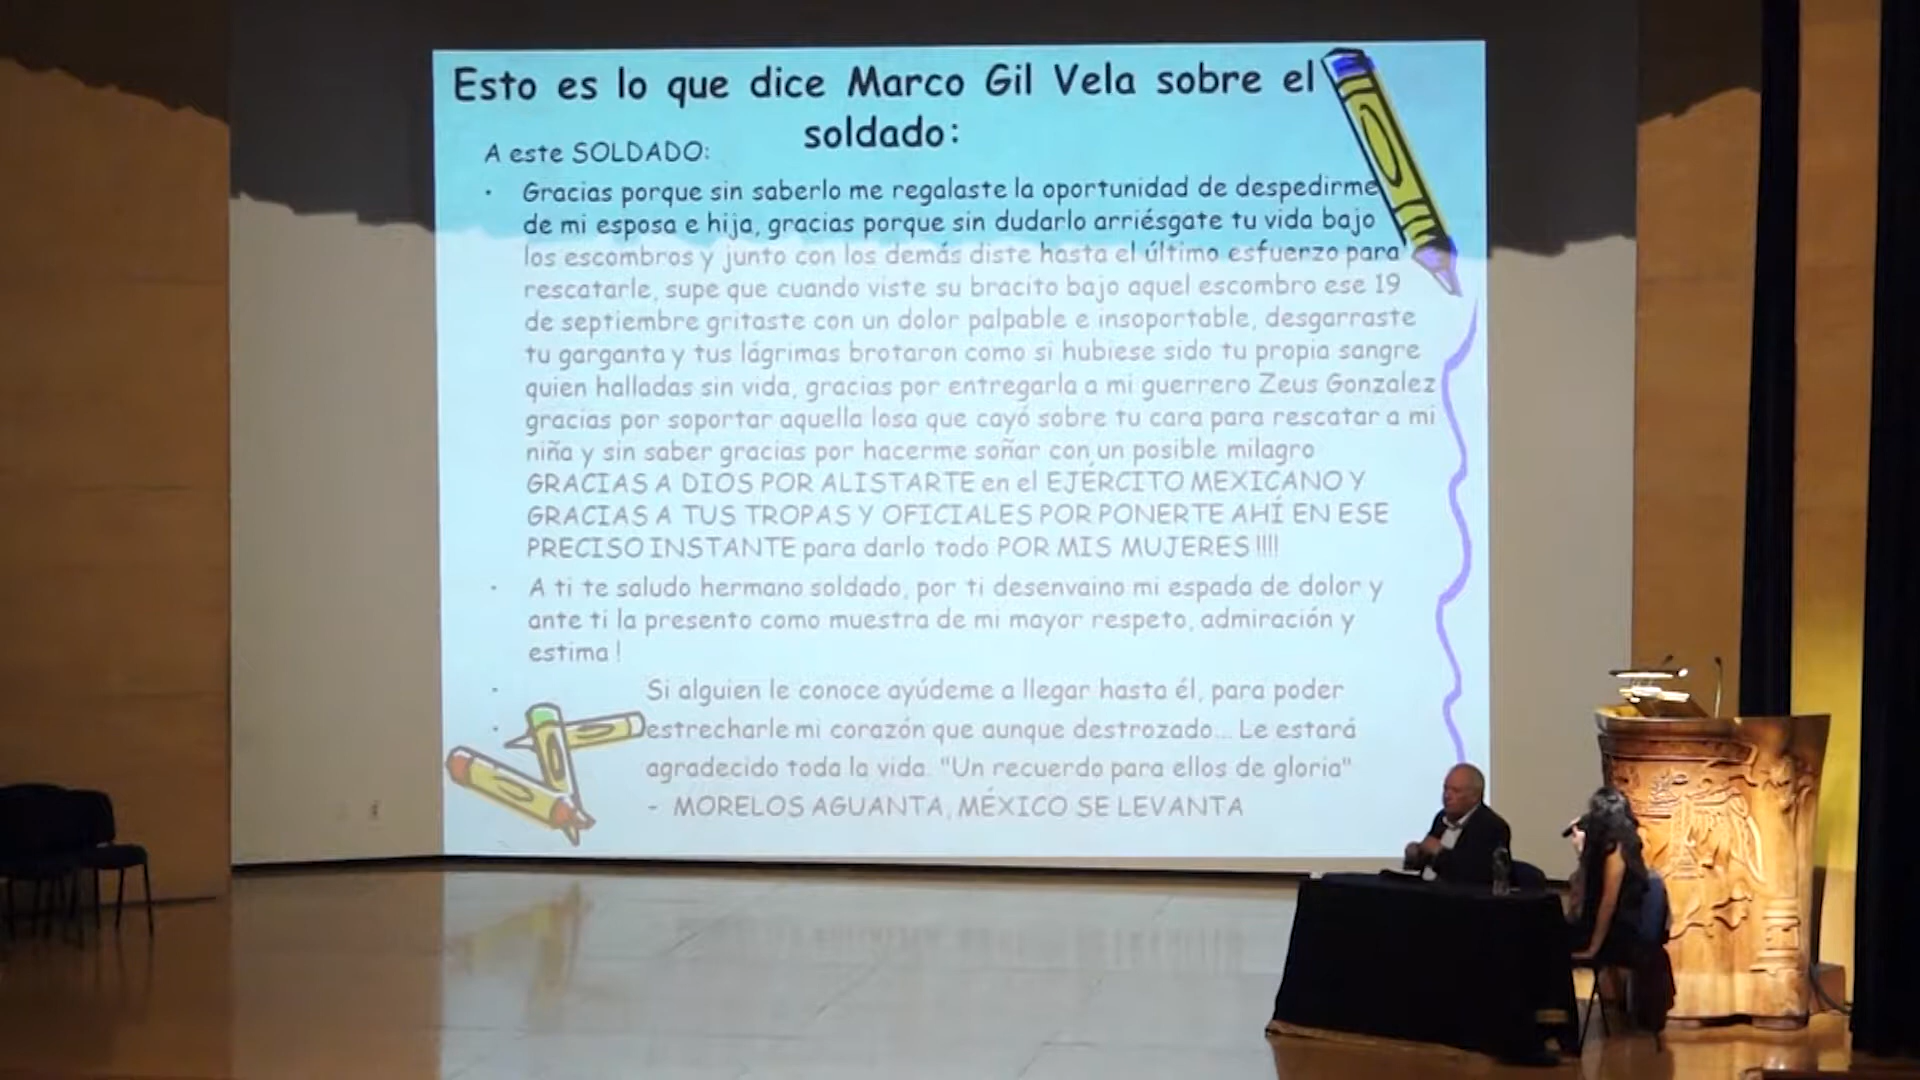 Esto es lo que dice Marco Gil Vela sobre el
soldado:
A este SOLDADO:
• Gracias porque sin saberlo me regalaste la oportunidad de despedirme
de mi esposa e hija, gracias porque sin dudarlo arriésgate tu vida bajo
los escombros y junto con los demás diste hasta el último esfuerzo para
rescatarle, supe que cuando viste su bracito bajo aquel escombro ese 19
de septiembre gritaste con un dolor palpable e insoportable, desgarraste
tu garganta y tus lágrimas brotaron como si hubiese sido tu propia sangre
quien halladas sin vida, gracias por entregarla a mi guerrero Zeus Gonzalez
gracias por soportar aquella losa que cayó sobre tu cara para rescatar a mi
niña y sin saber gracias por hacerme soñar con un posible milagro
GRACIAS A DIOS POR ALISTARTE en el EJÉRCITO MEXICANO Y
GRACIAS A TUS TROPAS Y OFICIALES POR PONERTE AHÍ EN ESE
PRECISO INSTANTE para darlo todo POR MIS MUJERES !!!!
• A ti te saludo hermano soldado, por ti desenvaino mi espada de dolor y
ante ti la presento como muestra de mi mayor respeto, admiración y
estima !
• Si alguien le conoce ayúdeme a llegar hasta él, para poder
• estrecharle mi corazón que aunque destrozado... Le estará
agradecido toda la vida. "Un recuerdo para ellos de gloria"
- MORELOS AGUANTA, MÉXICO SE LEVANTA